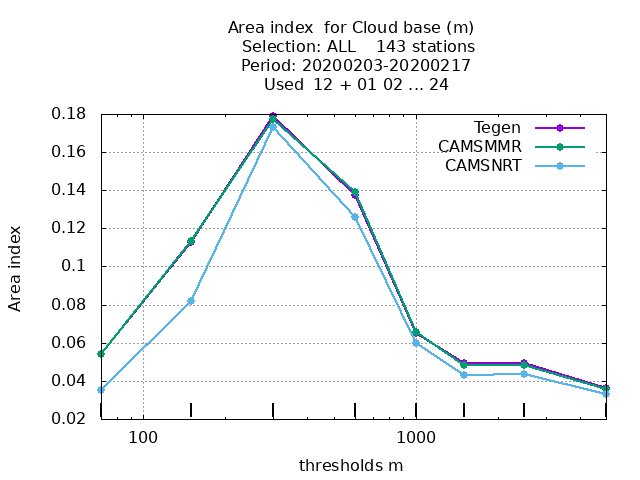 Area index  for Cloud base (m)
Selection: ALL    143 stations
Period: 20200203-20200217
Used  12 + 01 02 ... 24
0.18
0.16
0.14
0.12
0.1
0.08
0.06
0.04
0.02
Area index
Tegen
CAMSMMR
CAMSNRT
100
1000
thresholds m